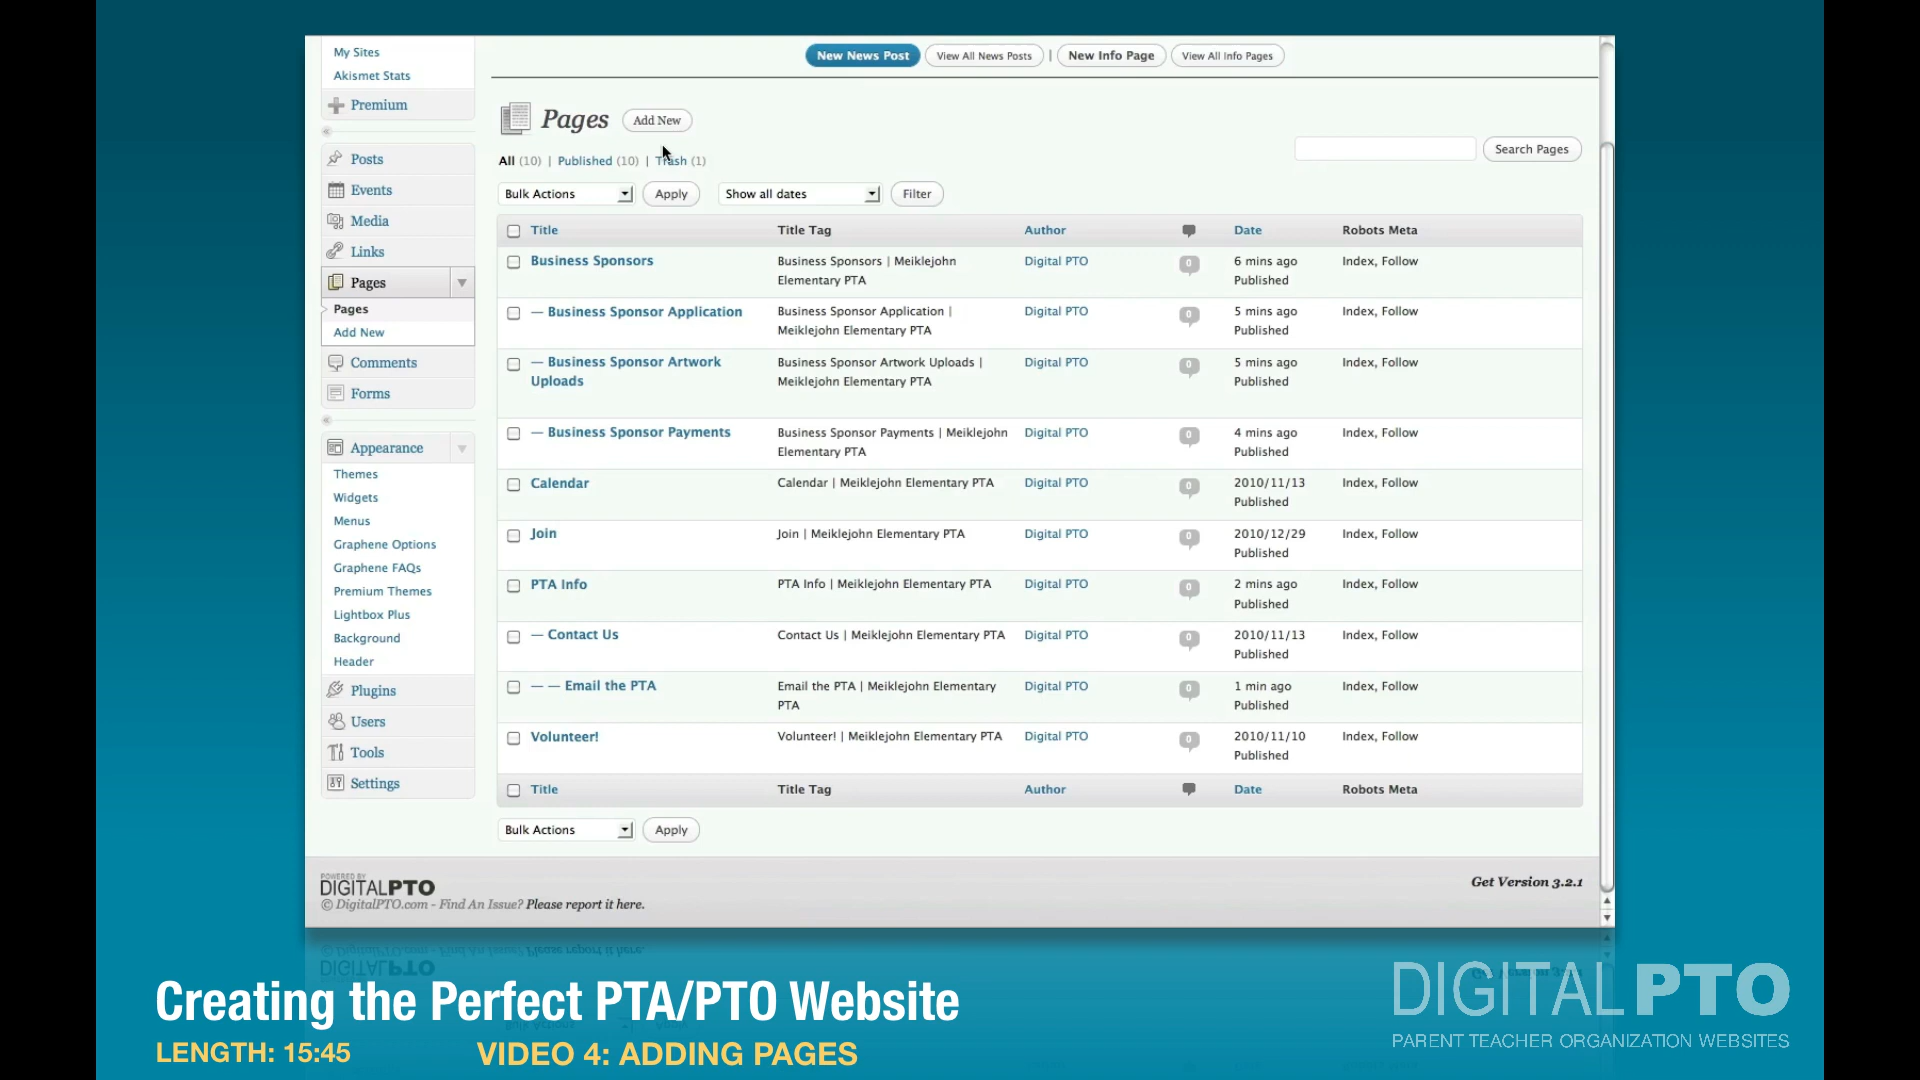 My Sites
Akismet Stats
Premium
Posts
Events
Media
Links
Pages
Pages
Add New
Comments
Forms
Appearance
Themes
Widgets
Menus
Graphene Options
Graphene FAQs
Premium Themes
Lightbox Plus
Background
Header
Plugins
Users
Tools
Settings
New News Post View All News Posts | New Info Page View All Info Pages
Pages Add New
All (10) | Published (10) | Trash (1)
Search Pages
Bulk Actions Apply Show all dates Filter
Title Title Tag Author Date Robots Meta
Business Sponsors Business Sponsors | Meiklejohn Digital PTO 0 6 mins ago Index, Follow
Elementary PTA Published
— Business Sponsor Application Business Sponsor Application | Digital PTO 0 5 mins ago Index, Follow
Meiklejohn Elementary PTA Published
— Business Sponsor Artwork Business Sponsor Artwork Uploads | Digital PTO 0 5 mins ago Index, Follow
Uploads Meiklejohn Elementary PTA Published
— Business Sponsor Payments Business Sponsor Payments | Meiklejohn Digital PTO 0 4 mins ago Index, Follow
Elementary PTA Published
Calendar Calendar | Meiklejohn Elementary PTA Digital PTO 0 2010/11/13 Index, Follow
Published
Join Join | Meiklejohn Elementary PTA Digital PTO 0 2010/12/29 Index, Follow
Published
PTA Info PTA Info | Meiklejohn Elementary PTA Digital PTO 0 2 mins ago Index, Follow
Published
— Contact Us Contact Us | Meiklejohn Elementary PTA Digital PTO 0 2010/11/13 Index, Follow
Published
— — Email the PTA Email the PTA | Meiklejohn Elementary Digital PTO 0 1 min ago Index, Follow
PTA Published
Volunteer! Volunteer! | Meiklejohn Elementary PTA Digital PTO 0 2010/11/10 Index, Follow
Published
Title Title Tag Author Date Robots Meta
Bulk Actions Apply
POWERED BY
DIGITALPTO
© DigitalPTO.com - Find An Issue? Please report it here.
Get Version 3.2.1
Creating the Perfect PTA/PTO Website
LENGTH: 15:45 VIDEO 4: ADDING PAGES
DIGITALPTO
PARENT TEACHER ORGANIZATION WEBSITES